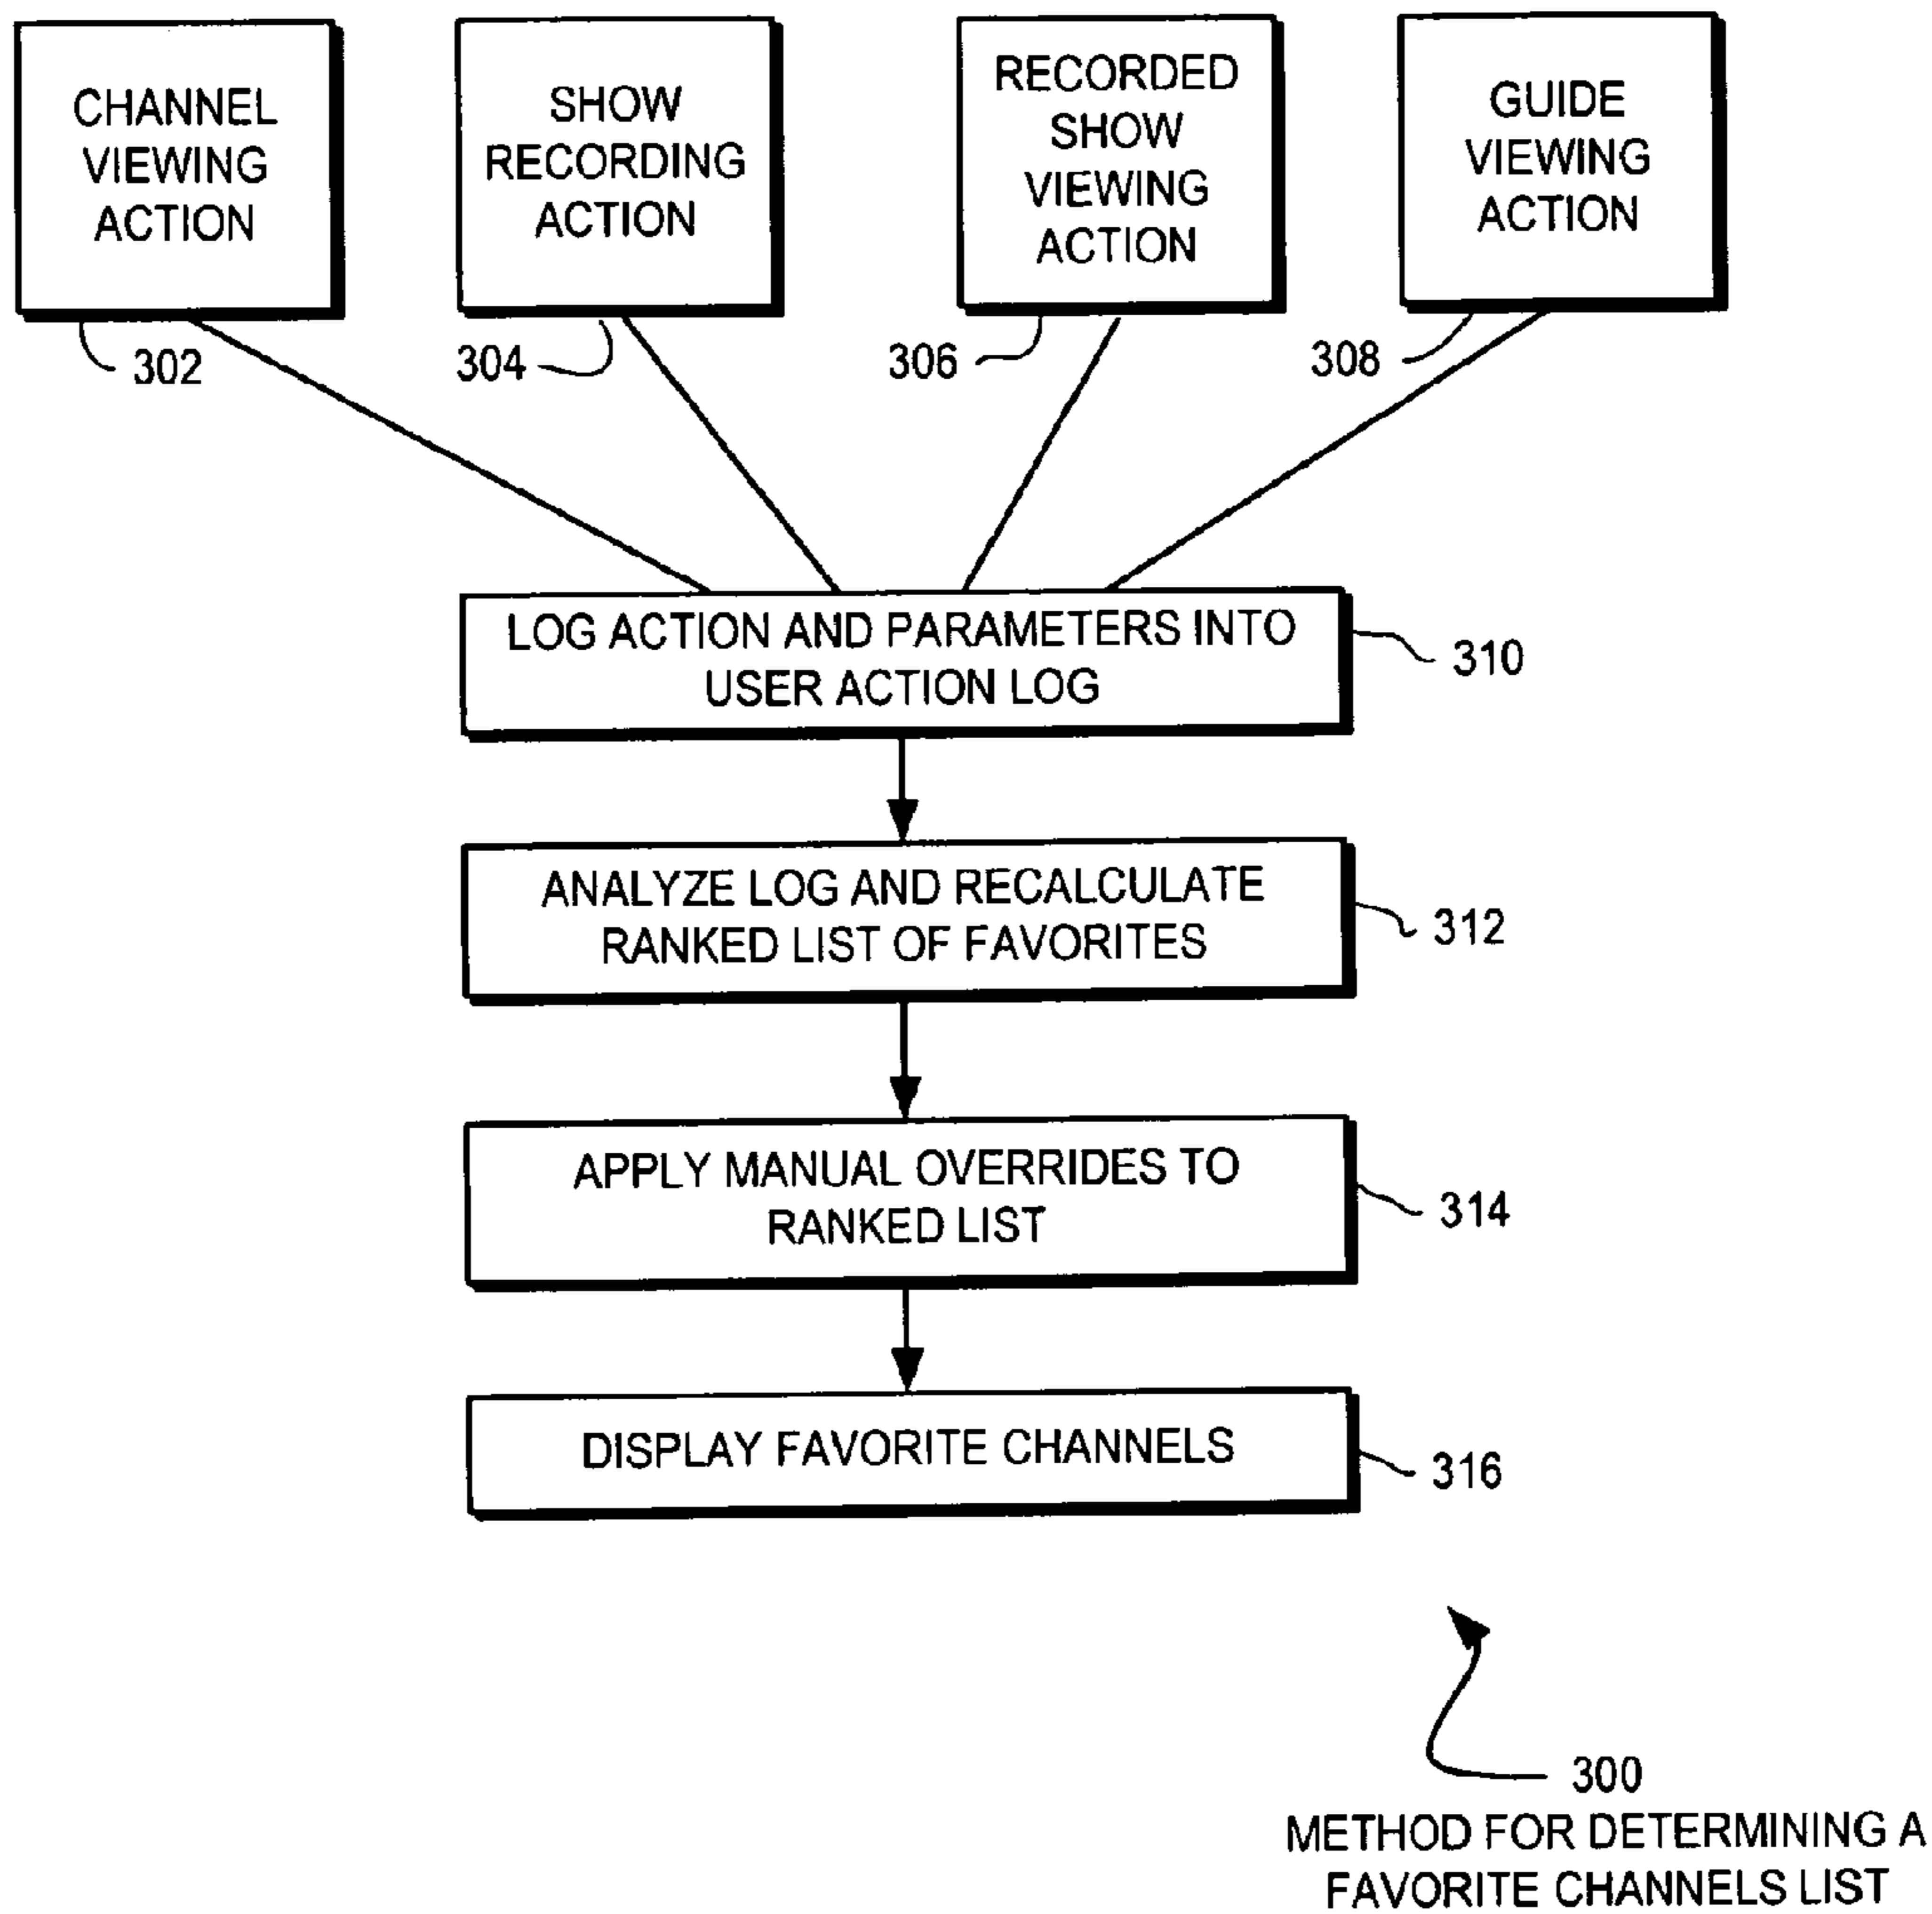 CHANNEL
VIEWING
ACTION
SHOW
RECORDING
ACTION
RECORDED
SHOW
VIEWING
ACTION
GUIDE
VIEWING
ACTION
302
304
306
308
LOG ACTION AND PARAMETERS INTO
USER ACTION LOG
310
ANALYZE LOG AND RECALCULATE
RANKED LIST OF FAVORITES
312
APPLY MANUAL OVERRIDES TO
RANKED LIST
314
DISPLAY FAVORITE CHANNELS
316
300
METHOD FOR DETERMINING A
FAVORITE CHANNELS LIST